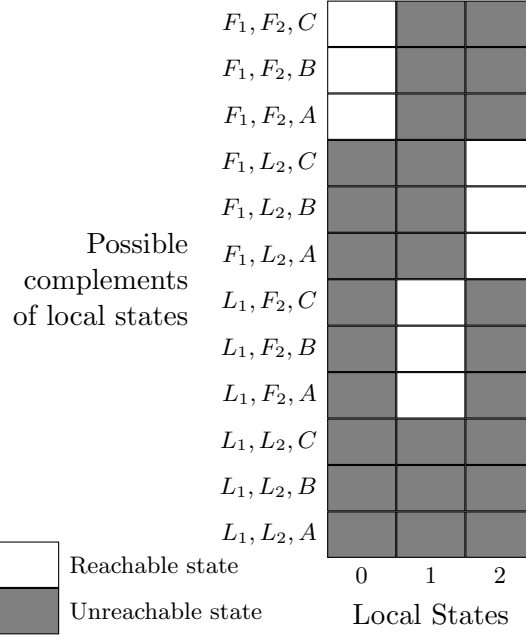 F₁, F₂, C
F₁, F₂, B
F₁, F₂, A
F₁, L₂, C
F₁, L₂, B
F₁, L₂, A
Possible
complements
of local states
L₁, F₂, C
L₁, F₂, B
L₁, F₂, A
L₁, L₂, C
L₁, L₂, B
L₁, L₂, A
Reachable state
Unreachable state
0 1 2
Local States